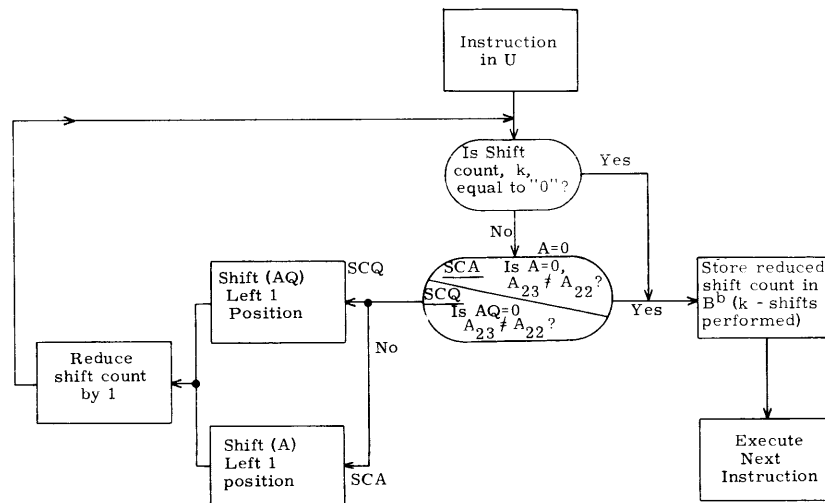 Instruction
in U
Is Shift
count, k,
equal to "0"?
Yes
No
A=0
SCA Is A=0,
A23 ≠ A22?
SCQ
Is AQ=0
A23 ≠ A22?
Yes
Store reduced
shift count in
B^b (k - shifts
performed)
SCQ
Shift (AQ)
Left 1
Position
No
Reduce
shift count
by 1
Shift (A)
Left 1
position
SCA
Execute
Next
Instruction